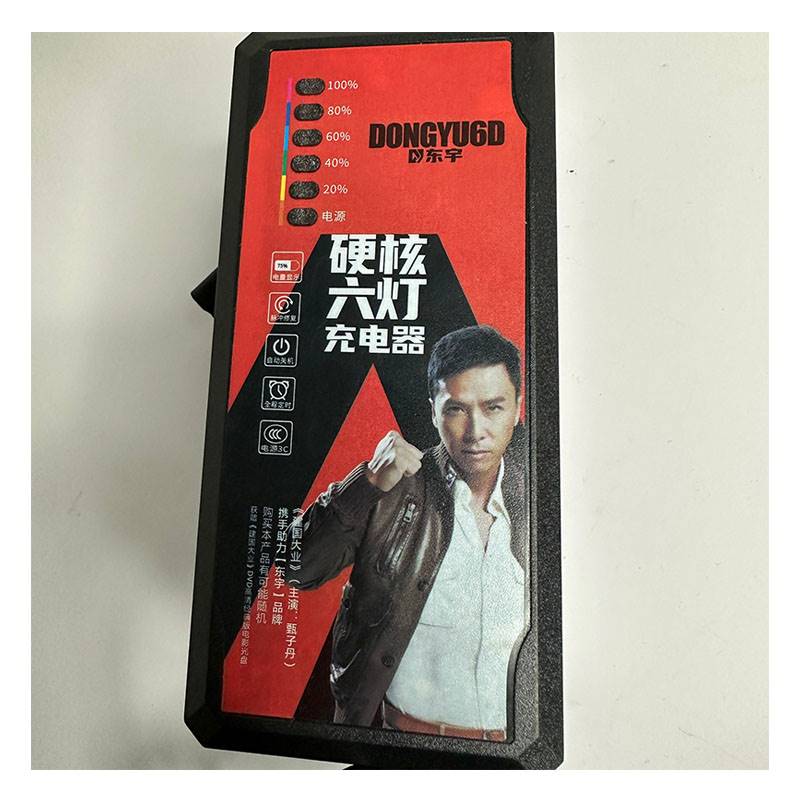 100%
80%
60%
40%
20%
电源
DONGYU6D
东宇
硬核
六灯
充电器
75%
电量显示
脉冲修复
自动关机
全程定时
电源3C
《建国大业》(主演：甄子丹)
携手助力【东宇】品牌
购买本产品有可能随机
获赠《建国大业》DVD高清经典版电影光盘